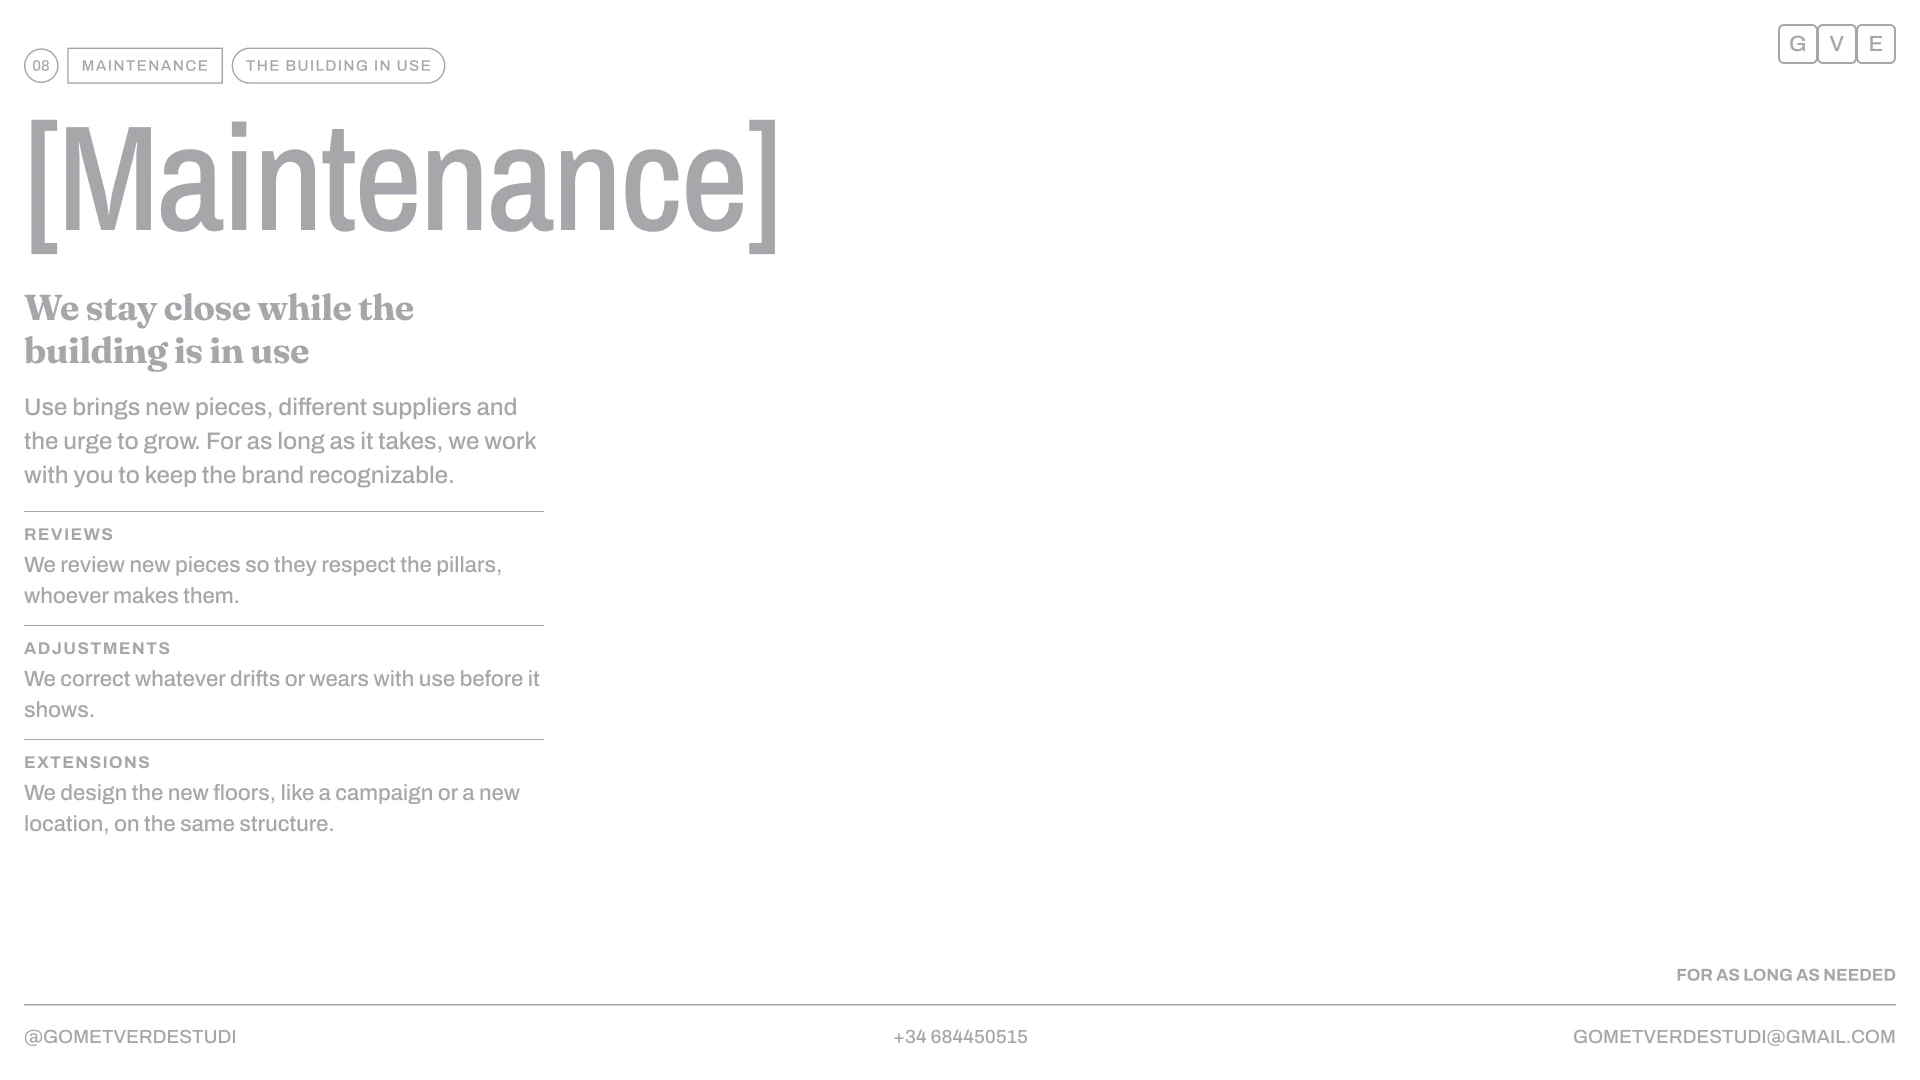 08 MAINTENANCE THE BUILDING IN USE
G V E
[Maintenance]
We stay close while the
building is in use
Use brings new pieces, different suppliers and
the urge to grow. For as long as it takes, we work
with you to keep the brand recognizable.
REVIEWS
We review new pieces so they respect the pillars,
whoever makes them.
ADJUSTMENTS
We correct whatever drifts or wears with use before it
shows.
EXTENSIONS
We design the new floors, like a campaign or a new
location, on the same structure.
FOR AS LONG AS NEEDED
@GOMETVERDESTUDI
+34 684450515
GOMETVERDESTUDI@GMAIL.COM